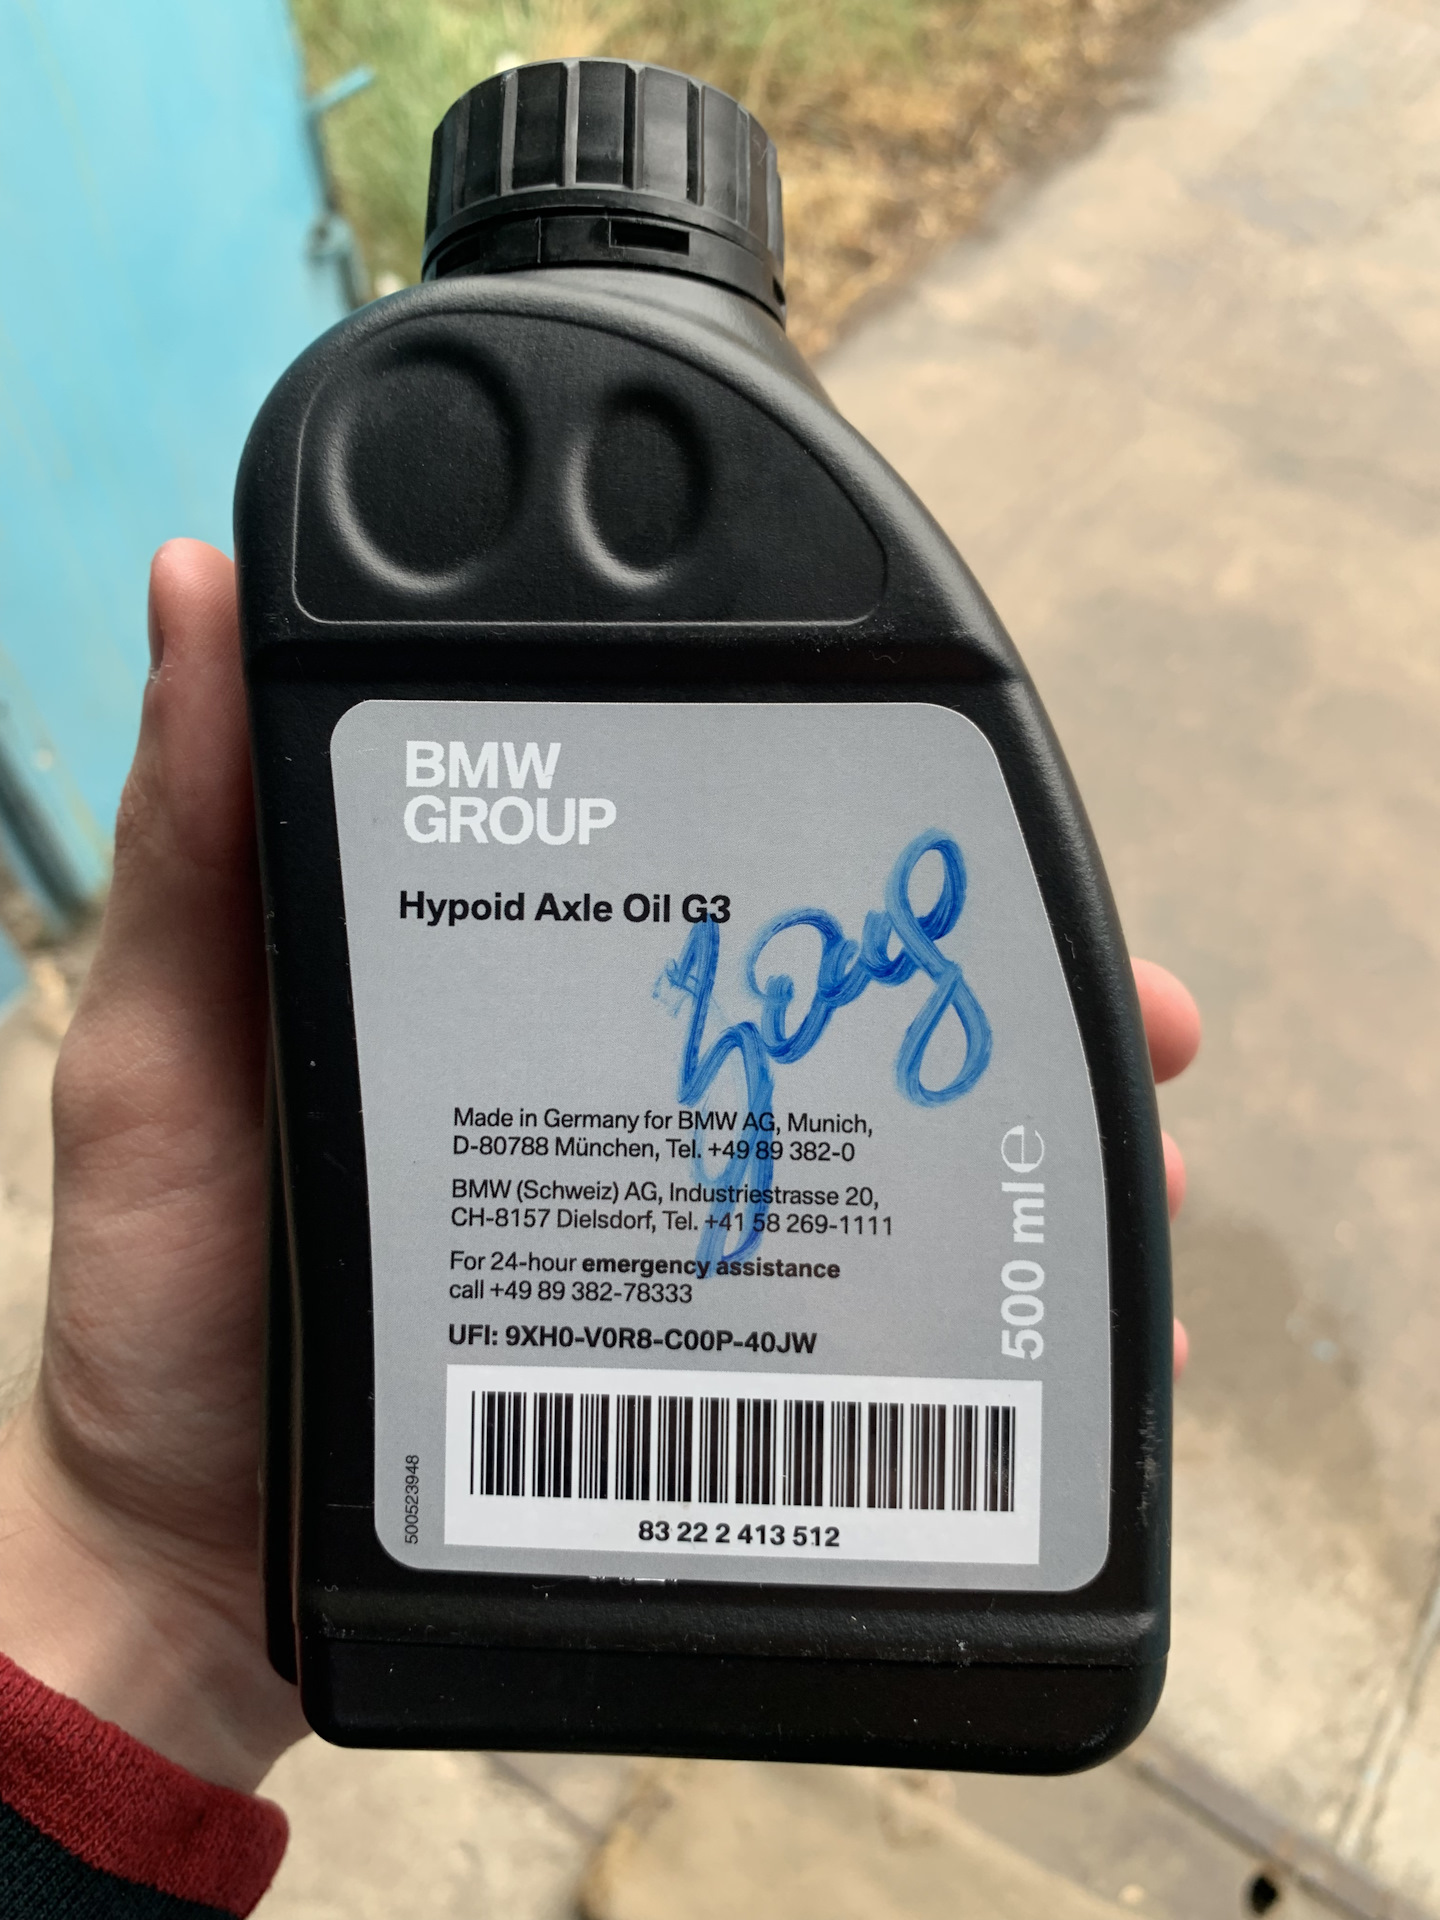 BMW
GROUP
Hypoid Axle Oil G3
Зад
Made in Germany for BMW AG, Munich,
D-80788 München, Tel. +49 89 382-0
BMW (Schweiz) AG, Industriestrasse 20,
CH-8157 Dielsdorf, Tel. +41 58 269-1111
For 24-hour emergency assistance
call +49 89 382-78333
UFI: 9XH0-V0R8-C00P-40JW
500 ml e
500523948
83 22 2 413 512